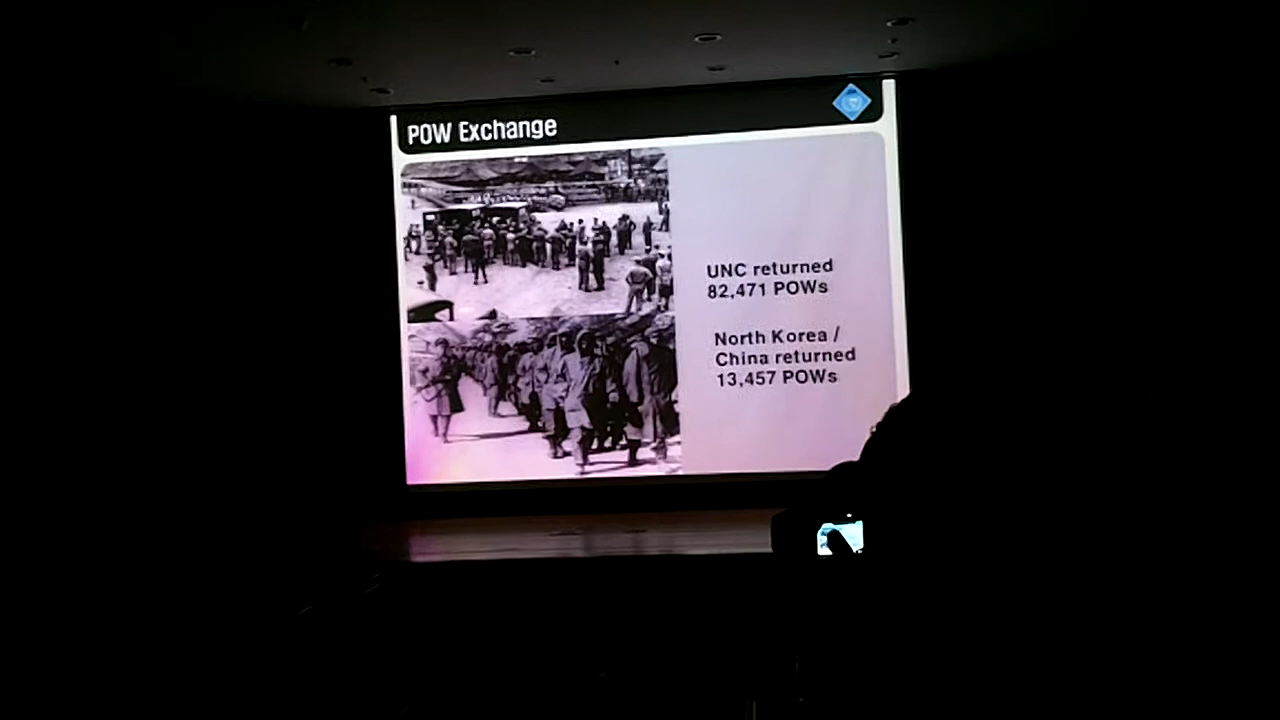 POW Exchange
UNC returned
82,471 POWs
North Korea /
China returned
13,457 POWs